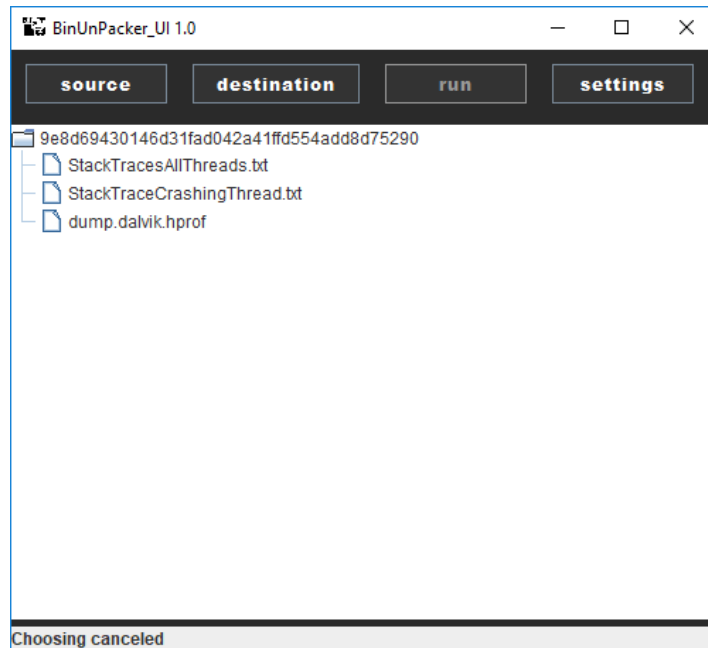 BinUnPacker_UI 1.0
source destination run settings
9e8d69430146d31fad042a41ffd554add8d75290
StackTracesAllThreads.txt
StackTraceCrashingThread.txt
dump.dalvik.hprof
Choosing canceled